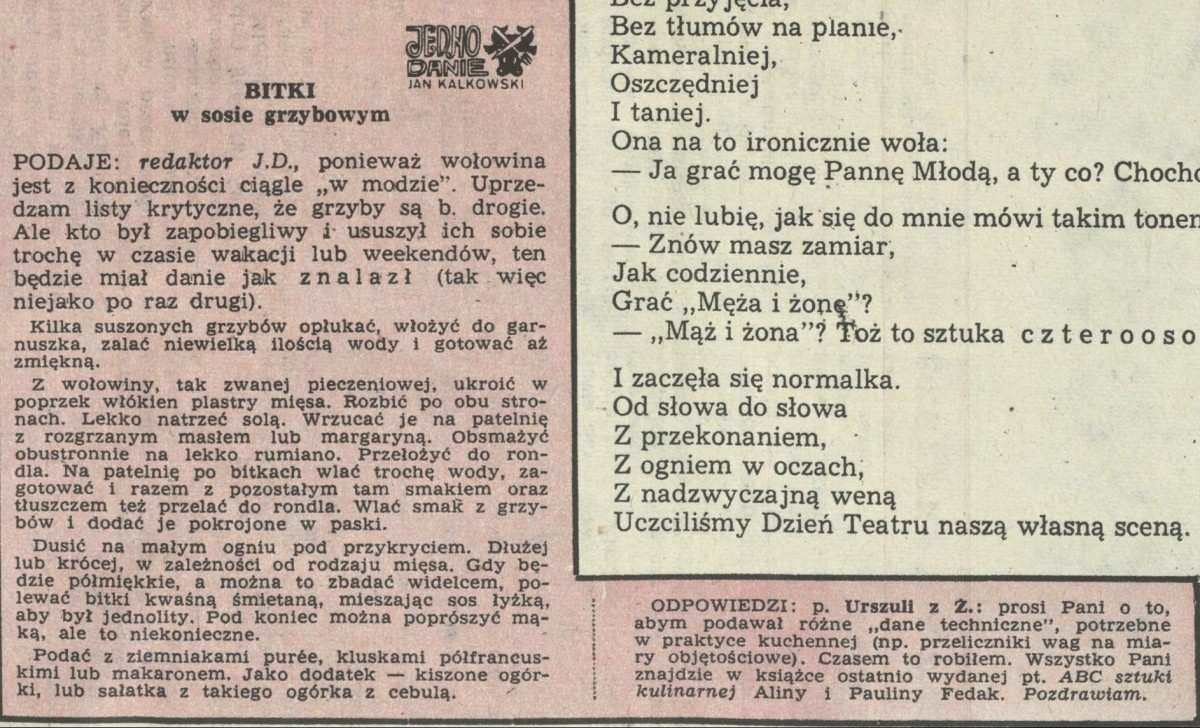 JEDNO
DANIE
JAN KALKOWSKI
BITKI
w sosie grzybowym
PODAJE: redaktor J.D., ponieważ wołowina
jest z konieczności ciągle „w modzie”. Uprze-
dzam listy krytyczne, że grzyby są b. drogie.
Ale kto był zapobiegliwy i ususzył ich sobie
trochę w czasie wakacji lub weekendów, ten
będzie miał danie jak znalazł (tak więc
niejako po raz drugi).
Kilka suszonych grzybów opłukać, włożyć do gar-
nuszka, zalać niewielką ilością wody i gotować aż
zmiękną.
Z wołowiny, tak zwanej pieczeniowej, ukroić w
poprzek włókien plastry mięsa. Rozbić po obu stro-
nach. Lekko natrzeć solą. Wrzucać je na patelnię
z rozgrzanym masłem lub margaryną. Obsmażyć
obustronnie na lekko rumiano. Przełożyć do ron-
dla. Na patelnię po bitkach wlać trochę wody, za-
gotować i razem z pozostałym tam smakiem oraz
tłuszczem też przelać do rondla. Wlać smak z grzy-
bów i dodać je pokrojone w paski.
Dusić na małym ogniu pod przykryciem. Dłużej
lub krócej, w zależności od rodzaju mięsa. Gdy bę-
dzie półmiękkie, a można to zbadać widelcem, po-
lewać bitki kwaśną śmietaną, mieszając sos łyżką,
aby był jednolity. Pod koniec można poprószyć mą-
ką, ale to niekonieczne.
Podać z ziemniakami purée, kluskami półfrancus-
kimi lub makaronem. Jako dodatek — kiszone ogór-
ki, lub sałatka z takiego ogórka z cebulą.
Bez przyjęcia,
Bez tłumów na planie,
Kameralniej,
Oszczędniej
I taniej.
Ona na to ironicznie woła:
— Ja grać mogę Pannę Młodą, a ty co? Chocho
O, nie lubię, jak się do mnie mówi takim tonem
— Znów masz zamiar,
Jak codziennie,
Grać „Męża i żonę”?
— „Mąż i żona”? Toż to sztuka czterooso
I zaczęła się normalka.
Od słowa do słowa
Z przekonaniem,
Z ogniem w oczach,
Z nadzwyczajną weną
Uczciliśmy Dzień Teatru naszą własną sceną.
ODPOWIEDZI: p. Urszuli z Ż.: prosi Pani o to,
abym podawał różne „dane techniczne”, potrzebne
w praktyce kuchennej (np. przeliczniki wag na mia-
ry objętościowe). Czasem to robiłem. Wszystko Pani
znajdzie w książce ostatnio wydanej pt. ABC sztuki
kulinarnej Aliny i Pauliny Fedak. Pozdrawiam.